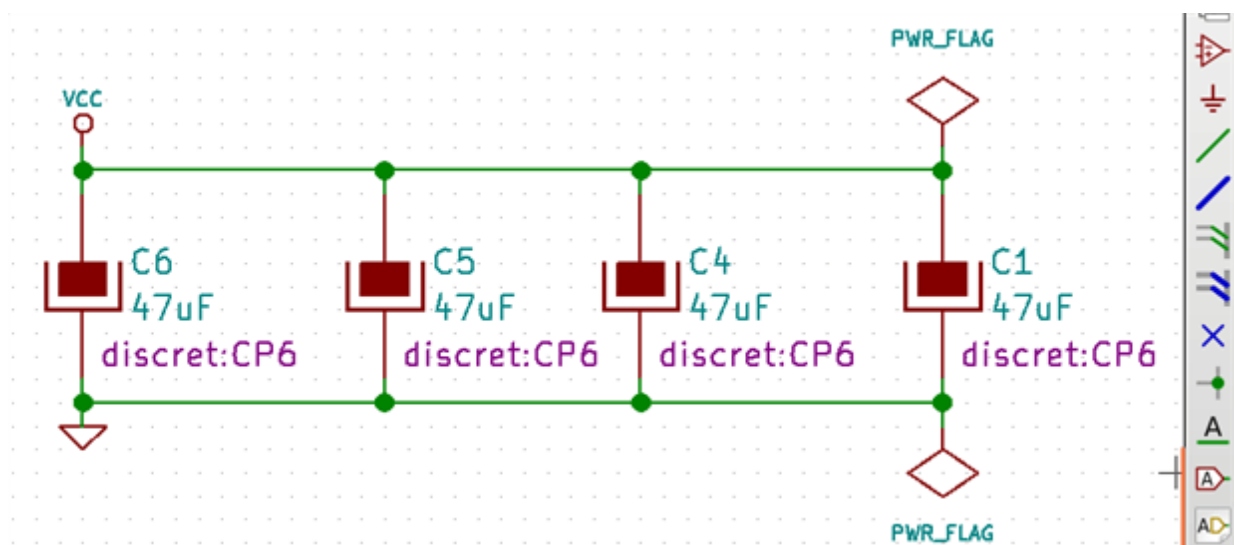 PWR_FLAG
VCC
C6
47uF
discret:CP6
C5
47uF
discret:CP6
C4
47uF
discret:CP6
C1
47uF
discret:CP6
PWR_FLAG
A
A
AD